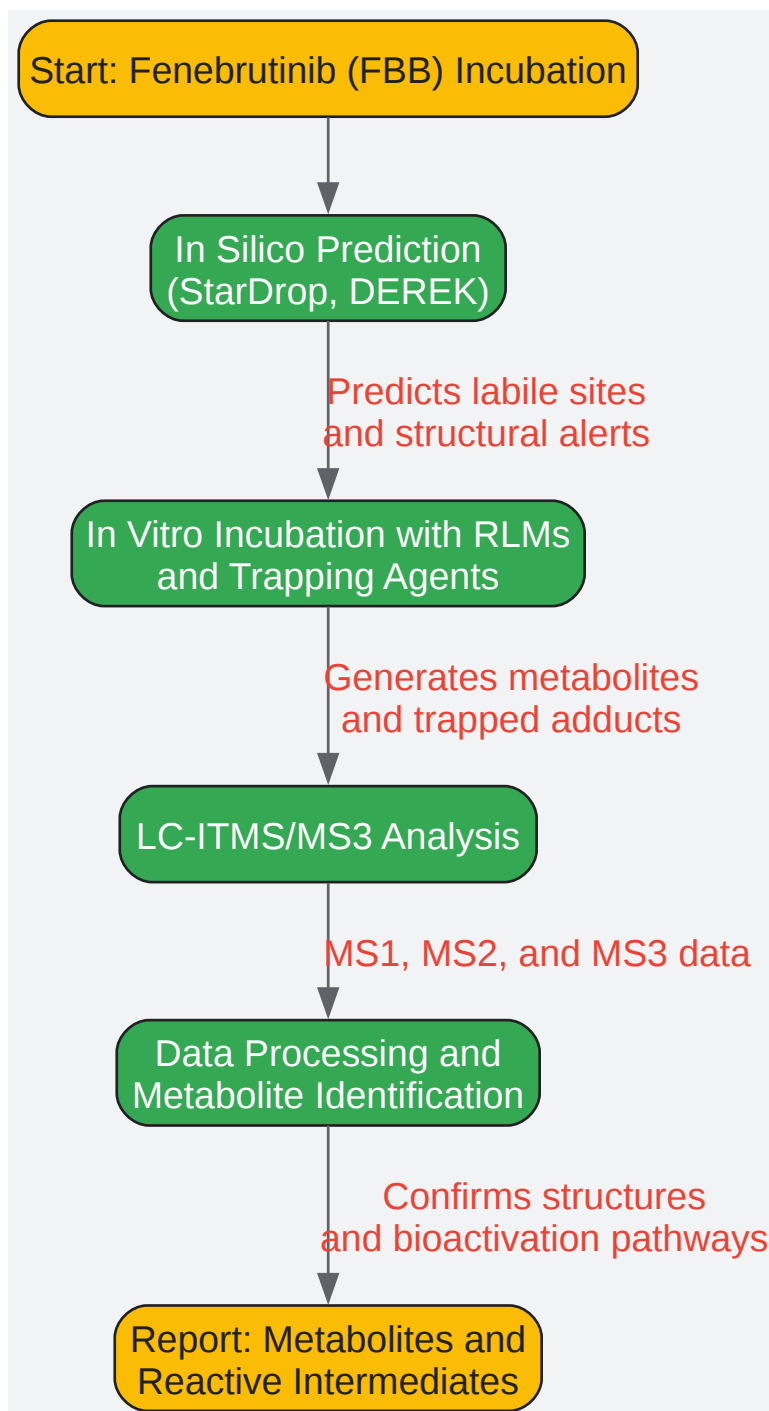 Start: Fenebrutinib (FBB) Incubation
In Silico Prediction
(StarDrop, DEREK)
Predicts labile sites
and structural alerts
In Vitro Incubation with RLMs
and Trapping Agents
Generates metabolites
and trapped adducts
LC-ITMS/MS3 Analysis
MS1, MS2, and MS3 data
Data Processing and
Metabolite Identification
Confirms structures
and bioactivation pathways
Report: Metabolites and
Reactive Intermediates